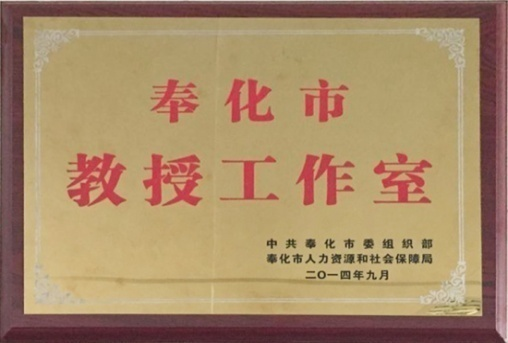 奉化市
教授工作室
中共奉化市委组织部
奉化市人力资源和社会保障局
二〇一四年九月